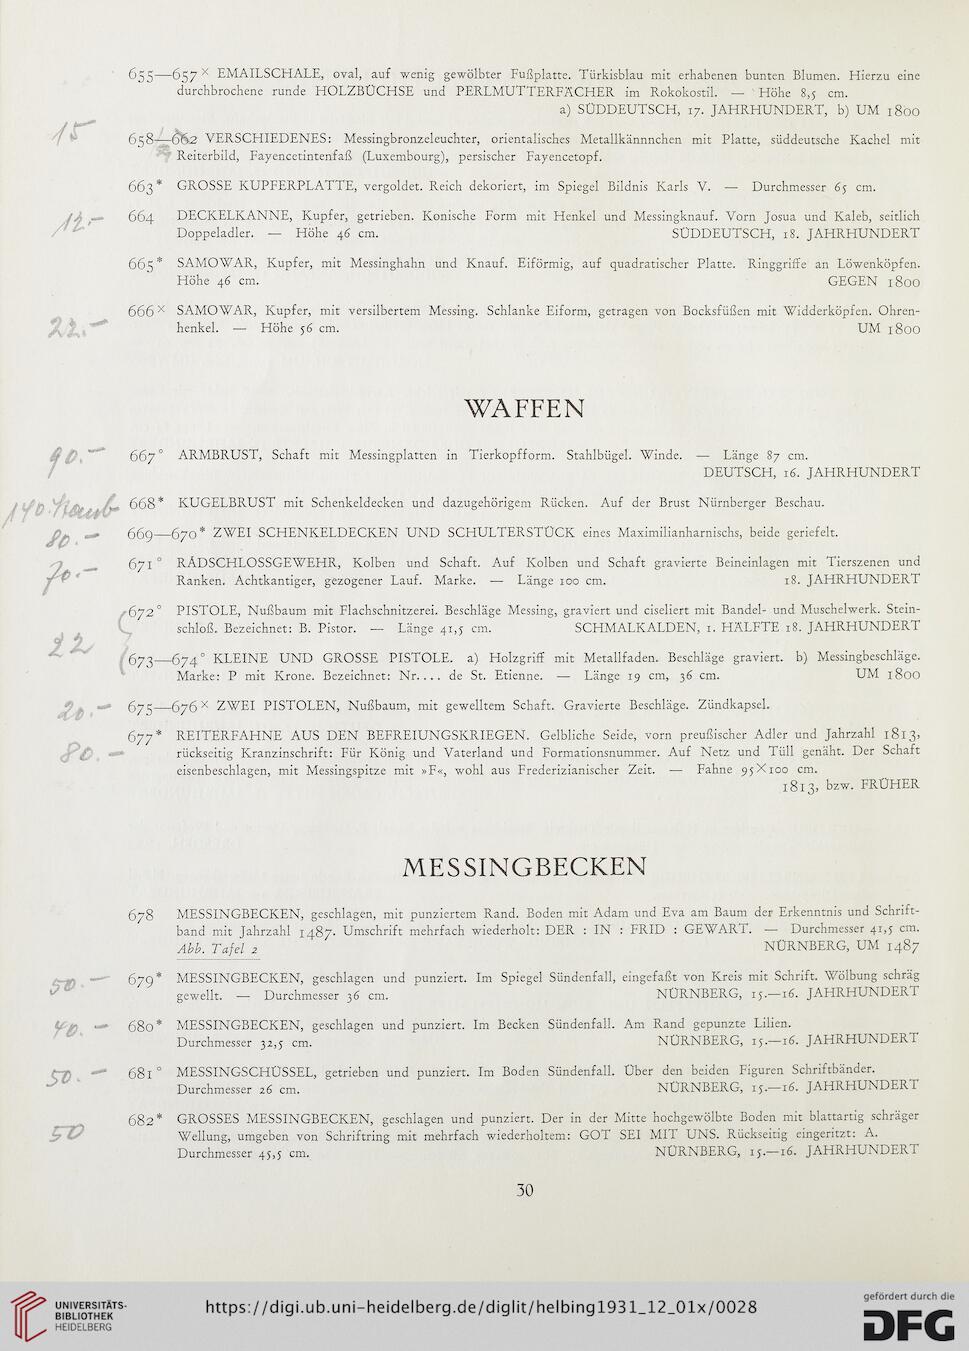 655—657× EMAILSCHALE, oval, auf wenig gewölbter Fußplatte. Türkisblau mit erhabenen bunten Blumen. Hierzu eine
durchbrochene runde HOLZBÜCHSE und PERLMUTTERFÄCHER im Rokokostil. — Höhe 8,5 cm.
a) SÜDDEUTSCH, 17. JAHRHUNDERT, b) UM 1800
15
658—662 VERSCHIEDENES: Messingbronzeleuchter, orientalisches Metallkännnchen mit Platte, süddeutsche Kachel mit
Reiterbild, Fayencetintenfaß (Luxembourg), persischer Fayencetopf.
663* GROSSE KUPFERPLATTE, vergoldet. Reich dekoriert, im Spiegel Bildnis Karls V. — Durchmesser 65 cm.
12.— 664 DECKELKANNE, Kupfer, getrieben. Konische Form mit Henkel und Messingknauf. Vorn Josua und Kaleb, seitlich
Doppeladler. — Höhe 46 cm. SÜDDEUTSCH, 18. JAHRHUNDERT
665* SAMOWAR, Kupfer, mit Messinghahn und Knauf. Eiförmig, auf quadratischer Platte. Ringgriffe an Löwenköpfen.
Höhe 46 cm. GEGEN 1800
22.— 666× SAMOWAR, Kupfer, mit versilbertem Messing. Schlanke Eiform, getragen von Bocksfüßen mit Widderköpfen. Ohren-
henkel. — Höhe 56 cm. UM 1800
WAFFEN
90.— 667° ARMBRUST, Schaft mit Messingplatten in Tierkopfform. Stahlbügel. Winde. — Länge 87 cm.
DEUTSCH, 16. JAHRHUNDERT
140. 668* KUGELBRUST mit Schenkeldecken und dazugehörigem Rücken. Auf der Brust Nürnberger Beschau.
80.— 669—670* ZWEI SCHENKELDECKEN UND SCHULTERSTÜCK eines Maximilianharnischs, beide geriefelt.
70.— 671° RADSCHLOSSGEWEHR, Kolben und Schaft. Auf Kolben und Schaft gravierte Beineinlagen mit Tierszenen und
Ranken. Achtkantiger, gezogener Lauf. Marke. — Länge 100 cm. 18. JAHRHUNDERT
672° PISTOLE, Nußbaum mit Flachschnitzerei. Beschläge Messing, graviert und ciseliert mit Bandel- und Muschelwerk. Stein-
schloß. Bezeichnet: B. Pistor. — Länge 41,5 cm. SCHMALKALDEN, 1. HÄLFTE 18. JAHRHUNDERT
22
673—674° KLEINE UND GROSSE PISTOLE. a) Holzgriff mit Metallfaden. Beschläge graviert. b) Messingbeschläge.
Marke: P mit Krone. Bezeichnet: Nr.... de St. Etienne. — Länge 19 cm, 36 cm. UM 1800
20.— 675—676× ZWEI PISTOLEN, Nußbaum, mit gewelltem Schaft. Gravierte Beschläge. Zündkapsel.
80.— 677* REITERFAHNE AUS DEN BEFREIUNGSKRIEGEN. Gelbliche Seide, vorn preußischer Adler und Jahrzahl 1813,
rückseitig Kranzinschrift: Für König und Vaterland und Formationsnummer. Auf Netz und Tüll genäht. Der Schaft
eisenbeschlagen, mit Messingspitze mit »F«, wohl aus Frederizianischer Zeit. — Fahne 95×100 cm.
1813, bzw. FRÜHER
MESSINGBECKEN
678 MESSINGBECKEN, geschlagen, mit punziertem Rand. Boden mit Adam und Eva am Baum der Erkenntnis und Schrift-
band mit Jahrzahl 1487. Umschrift mehrfach wiederholt: DER : IN : FRID : GEWART. — Durchmesser 41,5 cm.
Abb. Tafel 2 NÜRNBERG, UM 1487
50.— 679* MESSINGBECKEN, geschlagen und punziert. Im Spiegel Sündenfall, eingefaßt von Kreis mit Schrift. Wölbung schräg
gewellt. — Durchmesser 36 cm. NÜRNBERG, 15.—16. JAHRHUNDERT
40.— 680* MESSINGBECKEN, geschlagen und punziert. Im Becken Sündenfall. Am Rand gepunzte Lilien.
Durchmesser 32,5 cm. NÜRNBERG, 15.—16. JAHRHUNDERT
50.— 681° MESSINGSCHÜSSEL, getrieben und punziert. Im Boden Sündenfall. Über den beiden Figuren Schriftbänder.
Durchmesser 26 cm. NÜRNBERG, 15.—16. JAHRHUNDERT
50 682* GROSSES MESSINGBECKEN, geschlagen und punziert. Der in der Mitte hochgewölbte Boden mit blattartig schräger
Wellung, umgeben von Schriftring mit mehrfach wiederholtem: GOT SEI MIT UNS. Rückseitig eingeritzt: A.
Durchmesser 45,5 cm. NÜRNBERG, 15.—16. JAHRHUNDERT
30
UNIVERSITÄTS-
BIBLIOTHEK
HEIDELBERG
https://digi.ub.uni-heidelberg.de/diglit/helbing1931_12_01x/0028
gefördert durch die
DFG